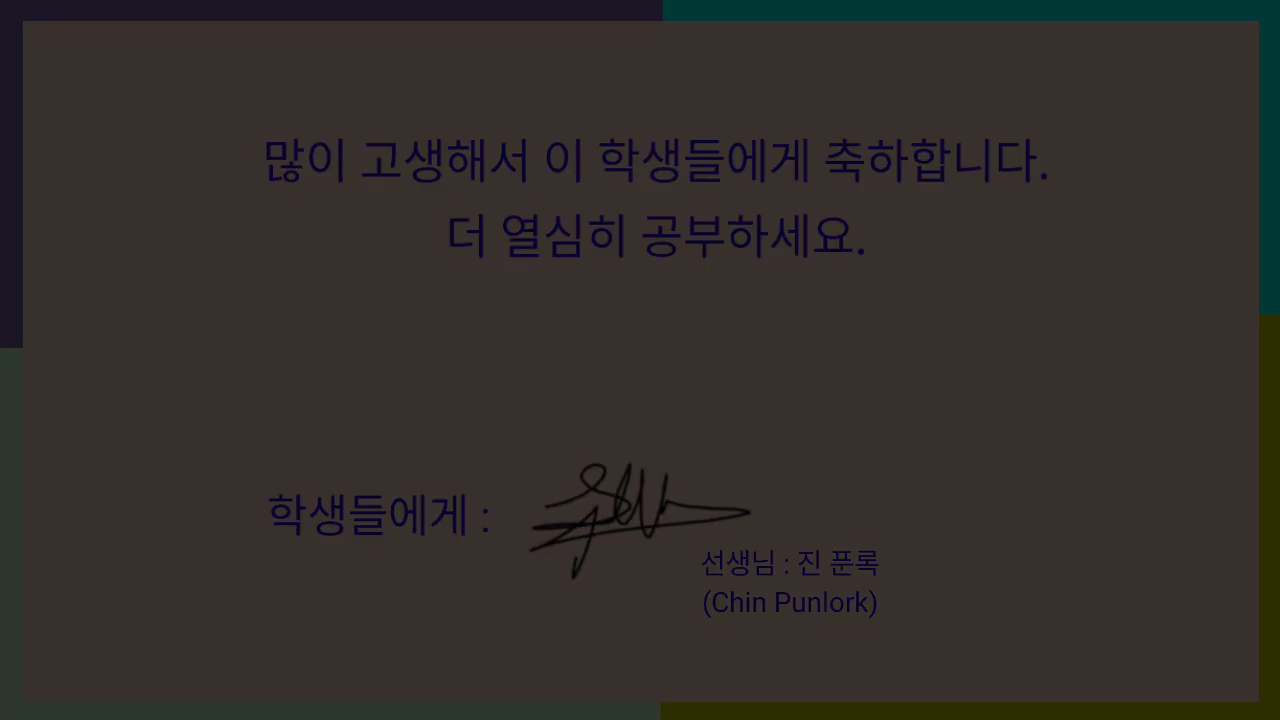 많이 고생해서 이 학생들에게 축하합니다.
더 열심히 공부하세요.
학생들에게 :
선생님 : 진 푼록
(Chin Punlork)